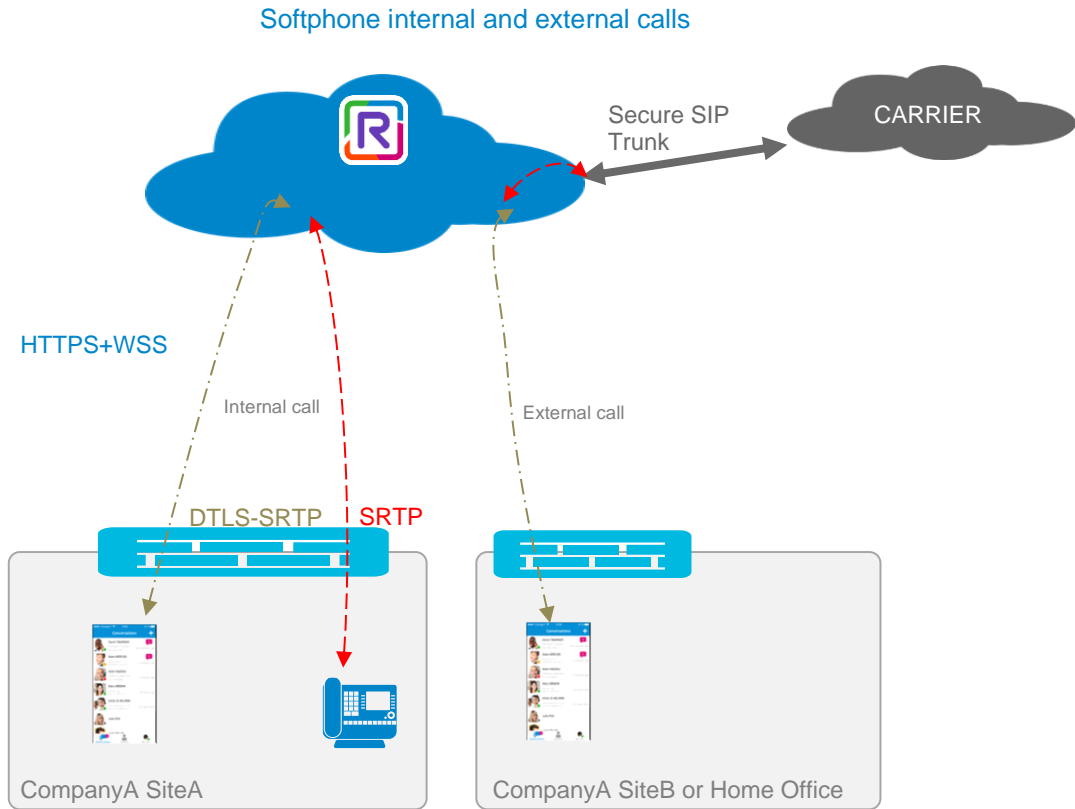 Softphone internal and external calls
R
Secure SIP
Trunk
CARRIER
HTTPS+WSS
Internal call
External call
DTLS-SRTP
SRTP
Conversations
CompanyA SiteA
CompanyA SiteB or Home Office